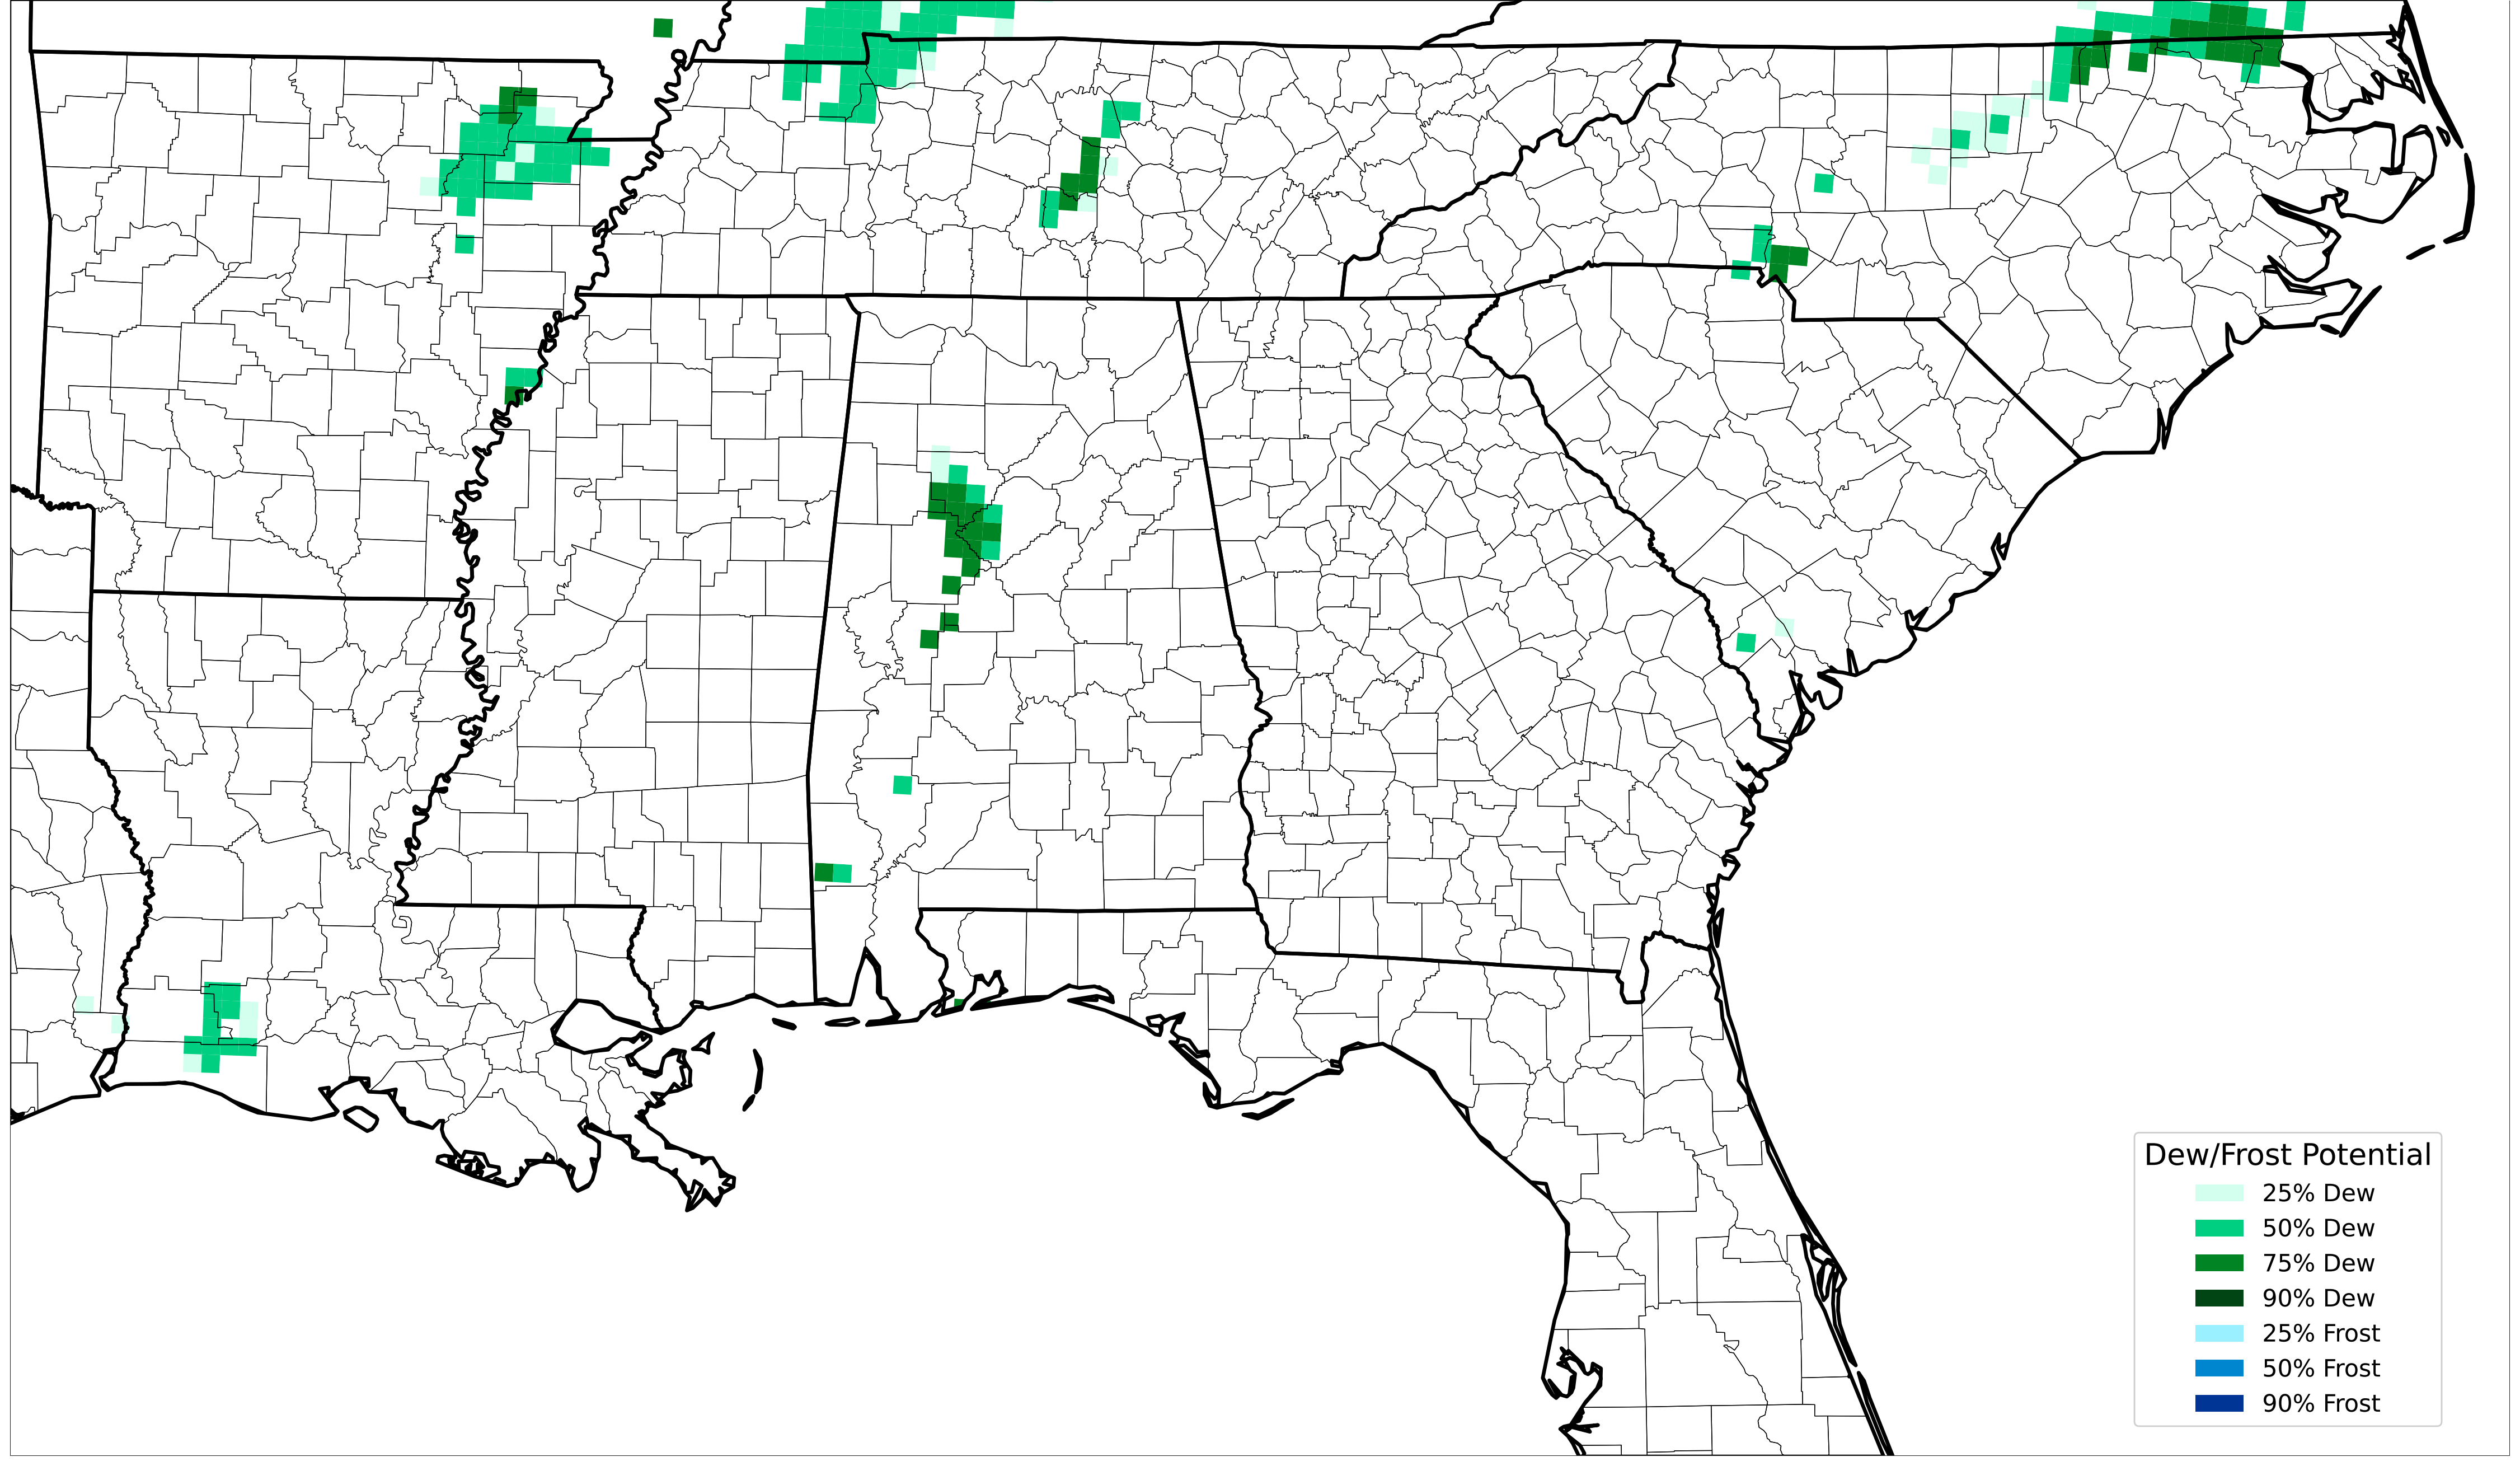 Dew/Frost Potential
25% Dew
50% Dew
75% Dew
90% Dew
25% Frost
50% Frost
90% Frost